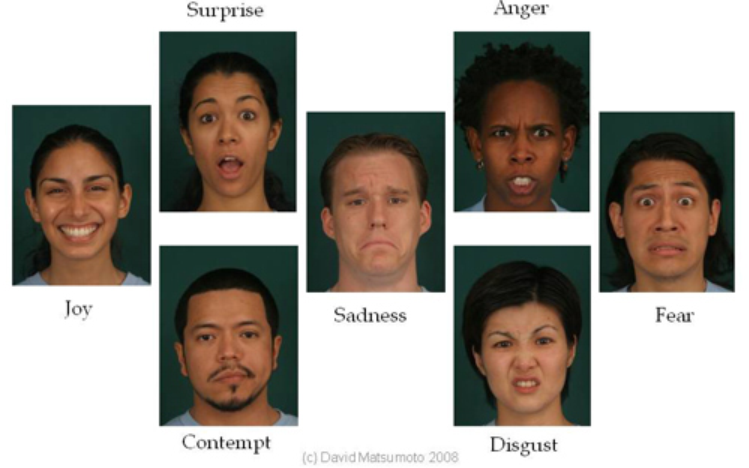 Surprise
Anger
Joy
Sadness
Fear
Contempt
Disgust
(c) David Matsumoto 2008